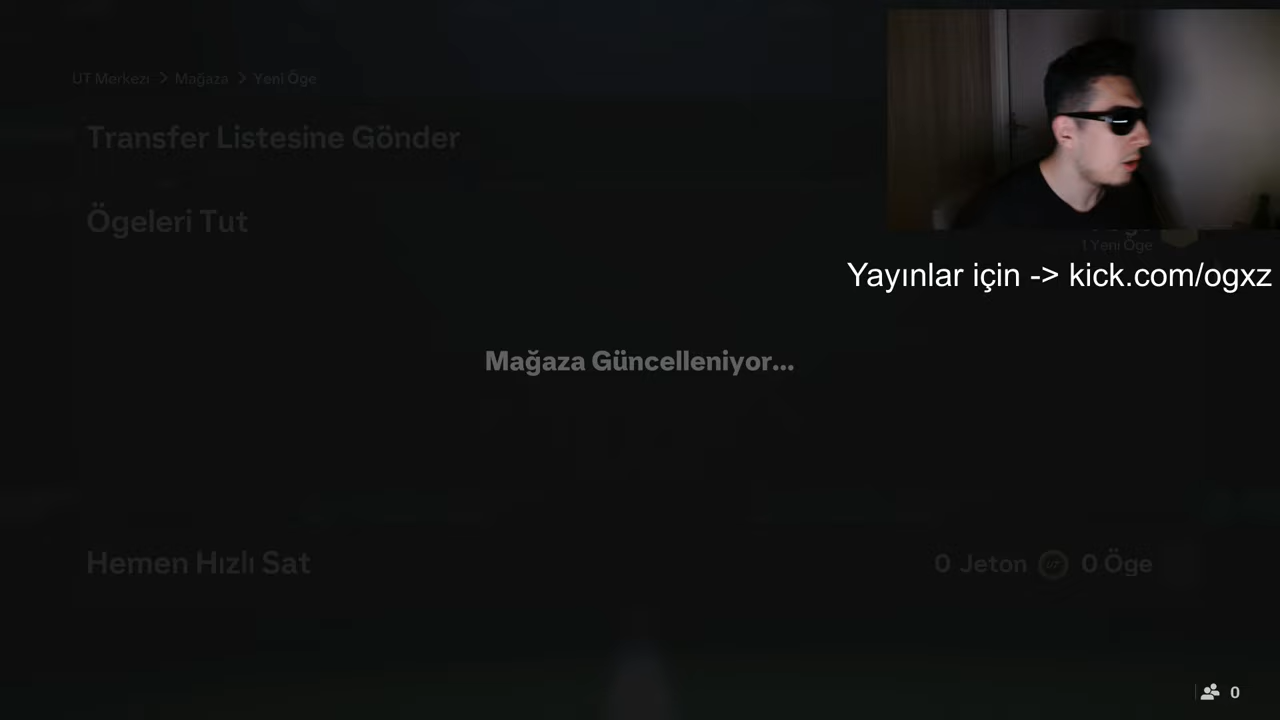 UT Merkezi > Mağaza > Yeni Öge
Transfer Listesine Gönder
Ögeleri Tut
1 Yeni Öge
Yayınlar için -> kick.com/ogxz
Mağaza Güncelleniyor...
Hemen Hızlı Sat
0 Jeton UT 0 Öge
0